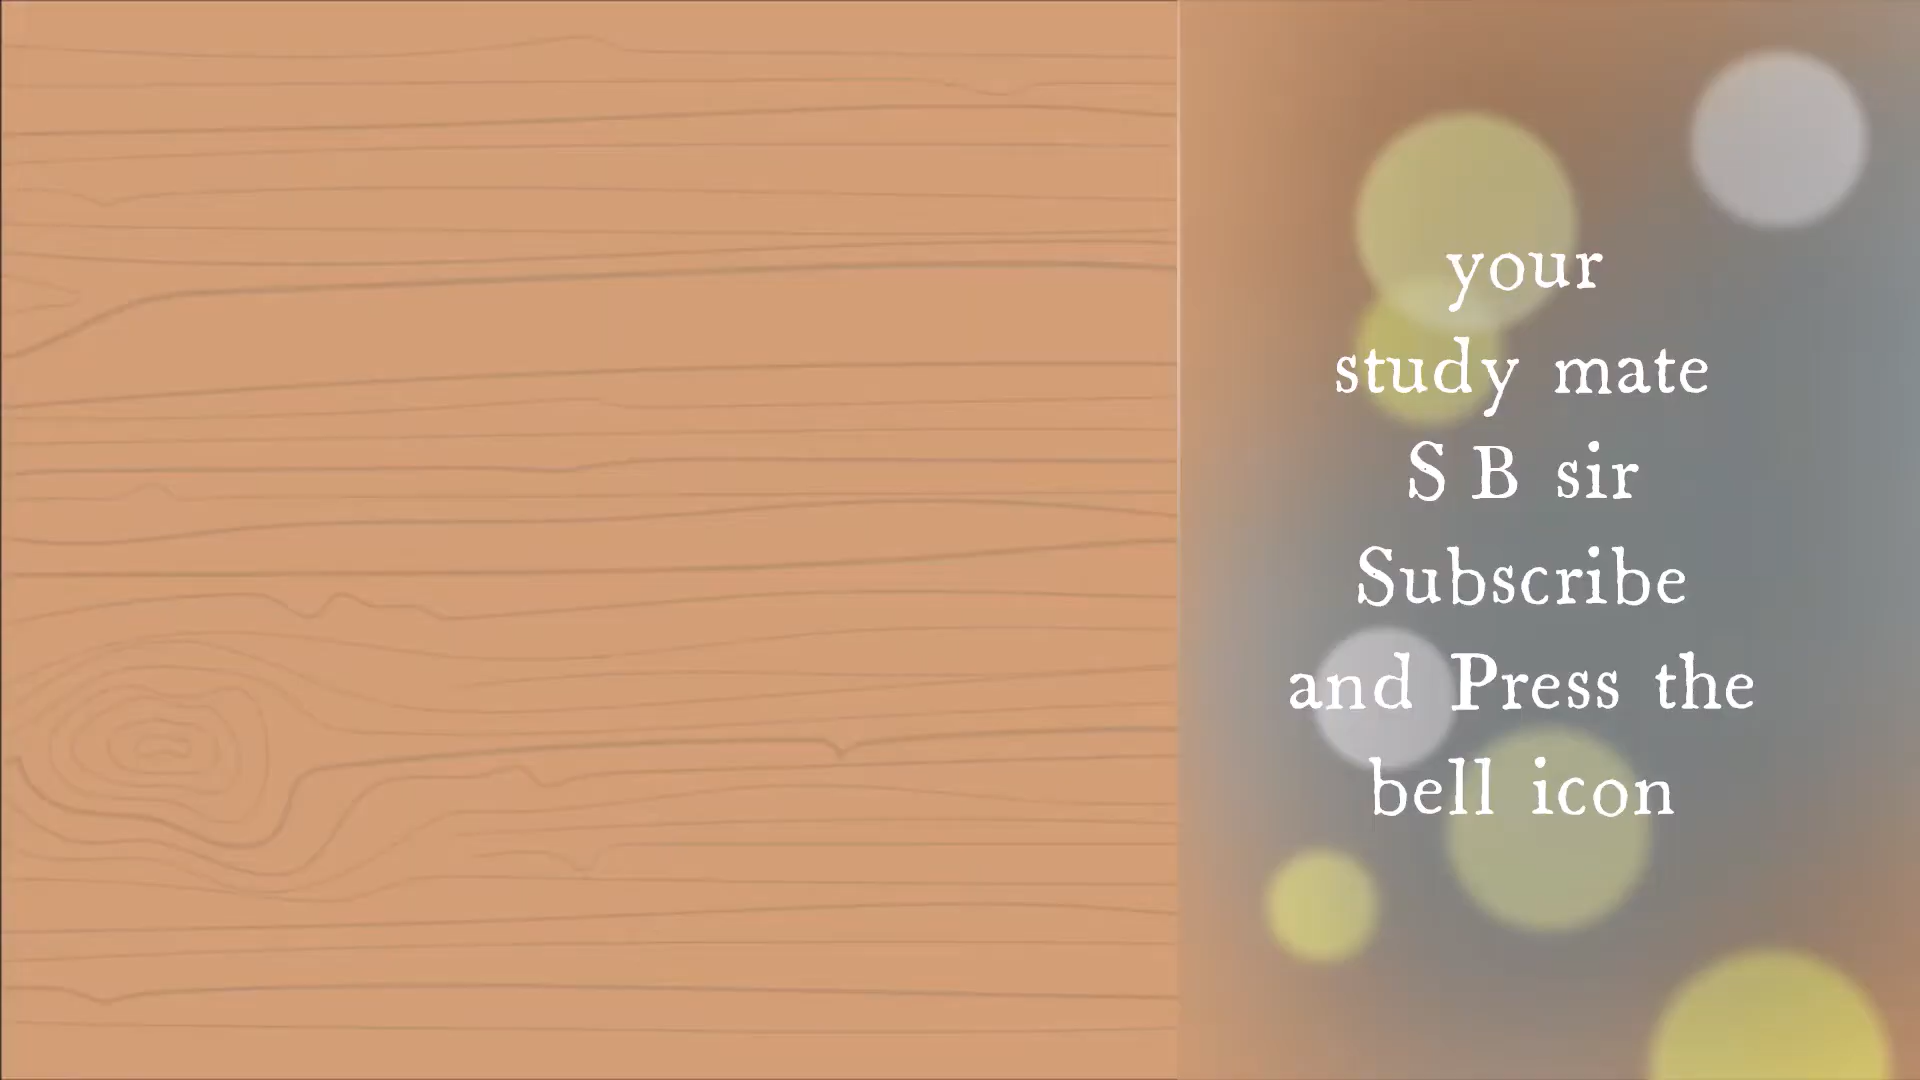 your
study mate
S B sir
Subscribe
and Press the
bell icon